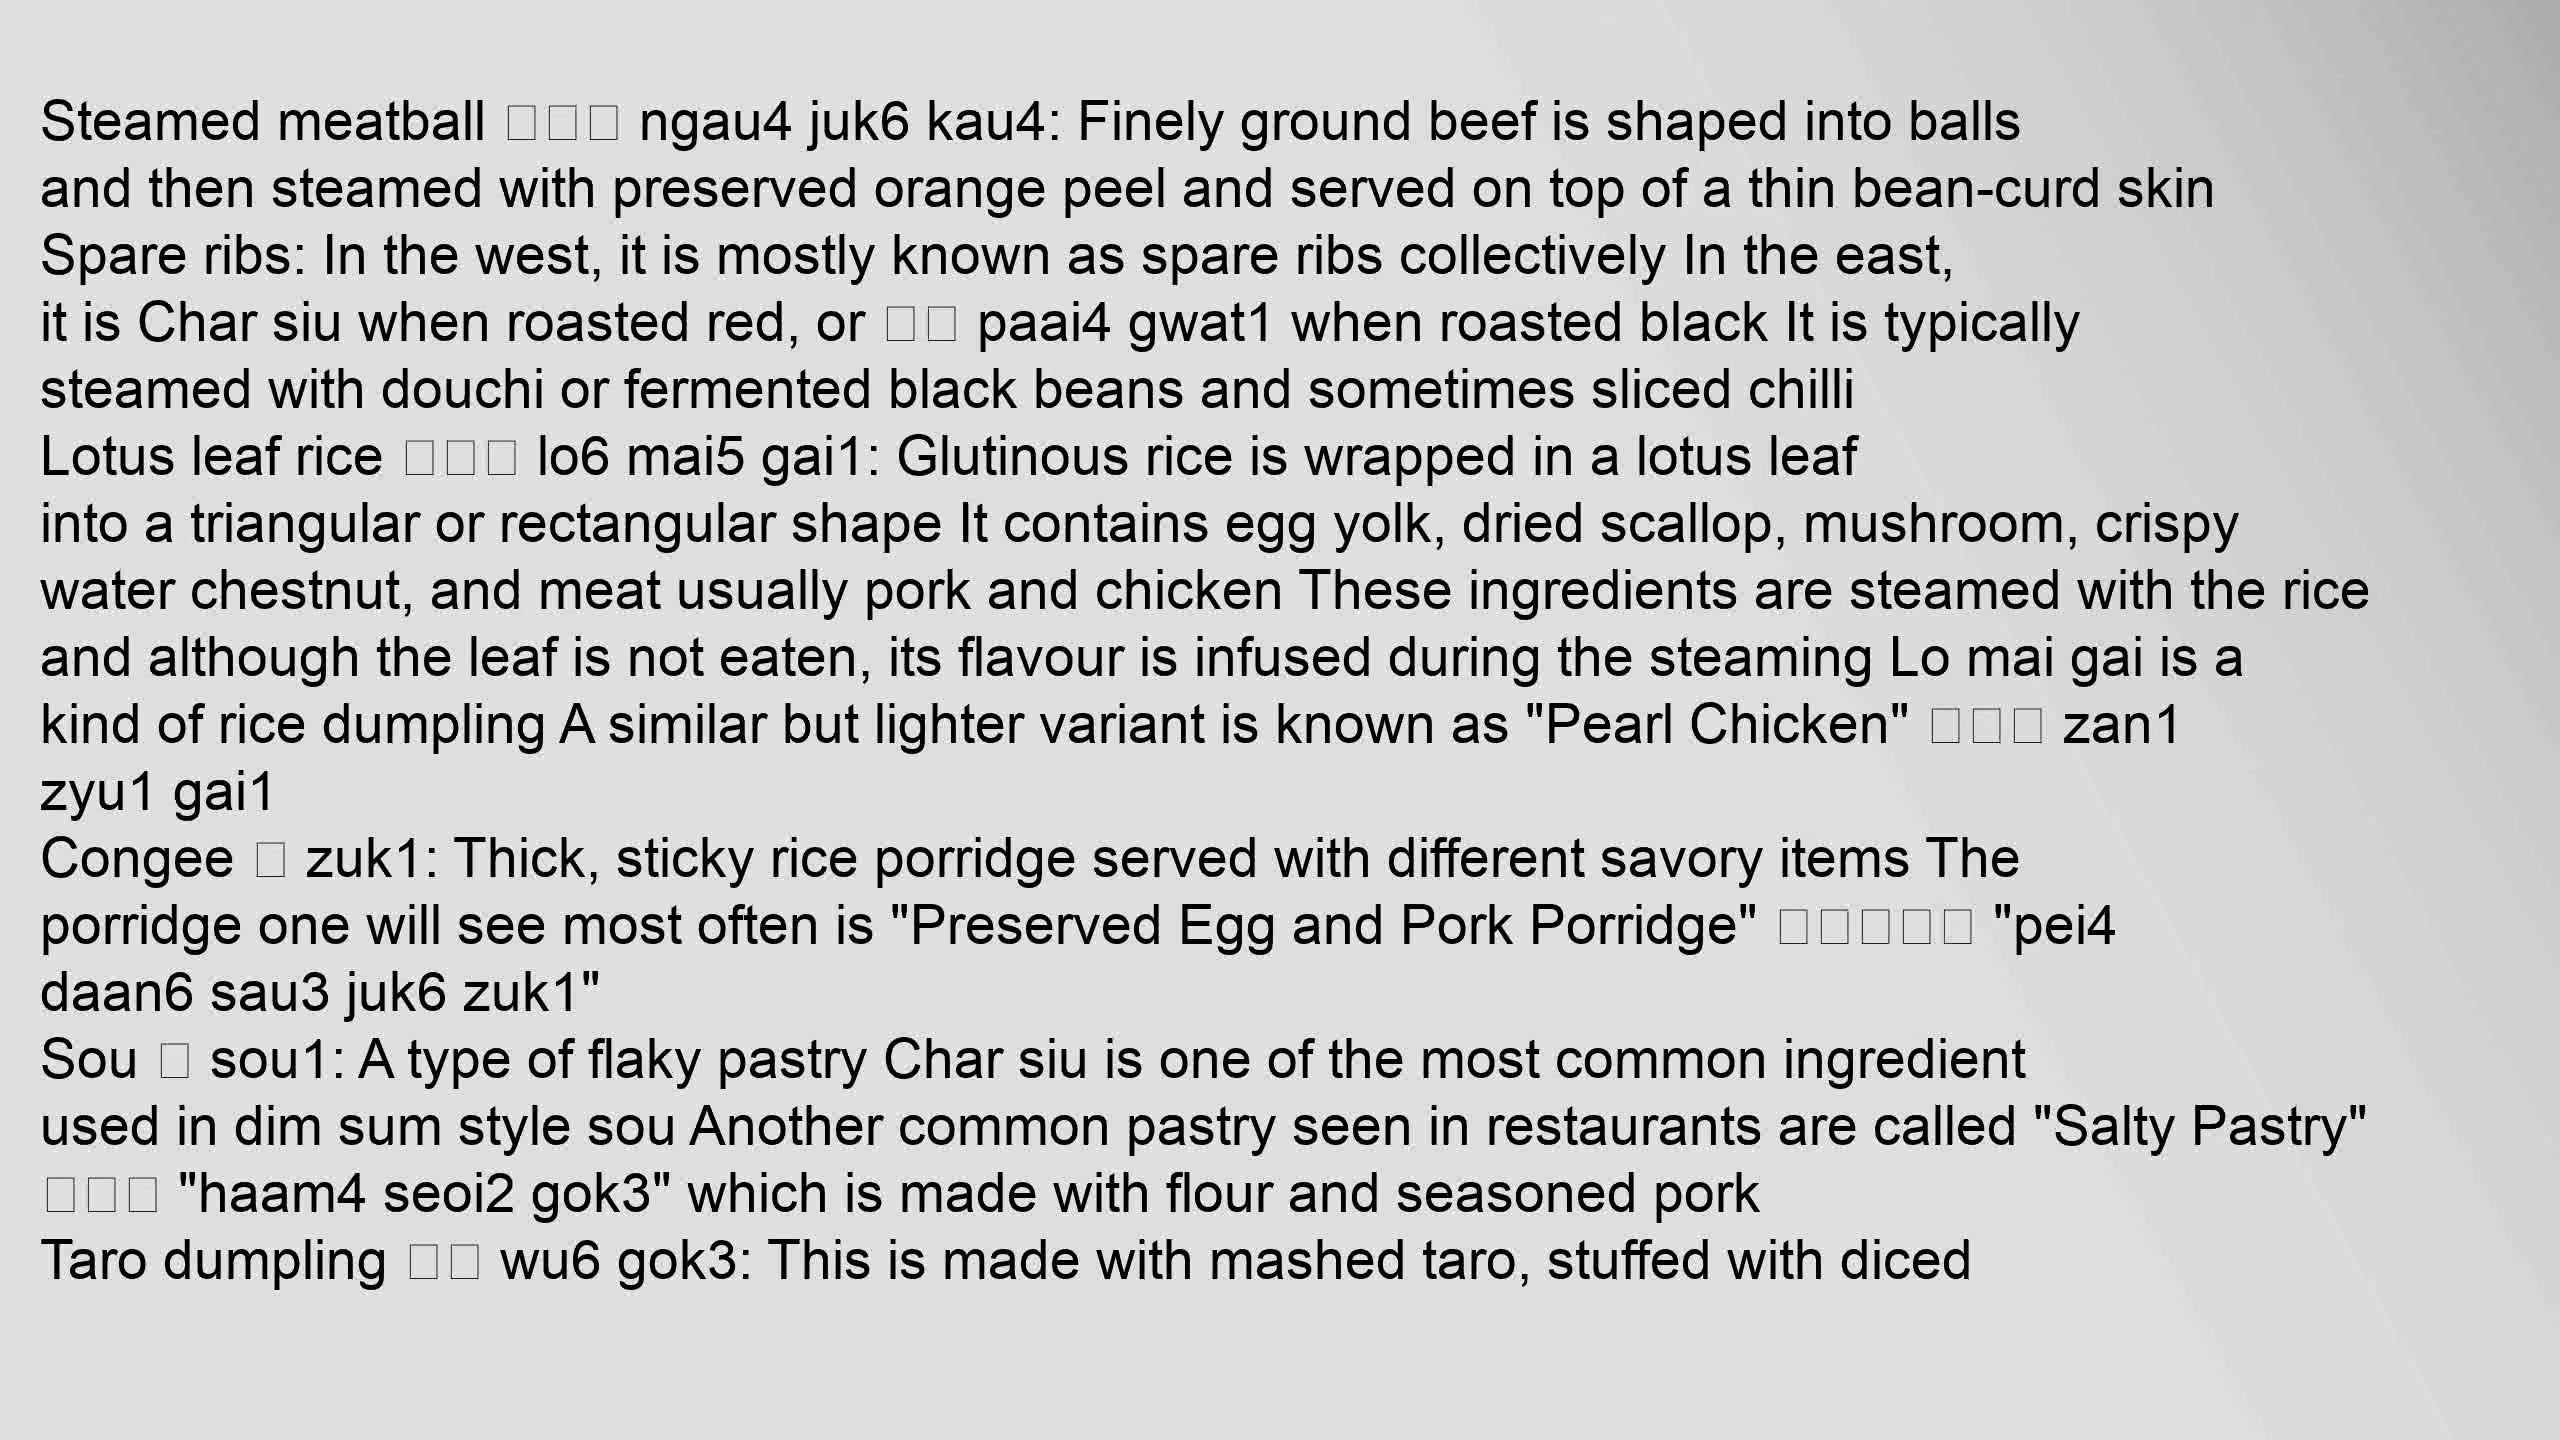 Steamed meatball □□□ ngau4 juk6 kau4: Finely ground beef is shaped into balls
and then steamed with preserved orange peel and served on top of a thin bean-curd skin
Spare ribs: In the west, it is mostly known as spare ribs collectively In the east,
it is Char siu when roasted red, or □□ paai4 gwat1 when roasted black It is typically
steamed with douchi or fermented black beans and sometimes sliced chilli
Lotus leaf rice □□□ lo6 mai5 gai1: Glutinous rice is wrapped in a lotus leaf
into a triangular or rectangular shape It contains egg yolk, dried scallop, mushroom, crispy
water chestnut, and meat usually pork and chicken These ingredients are steamed with the rice
and although the leaf is not eaten, its flavour is infused during the steaming Lo mai gai is a
kind of rice dumpling A similar but lighter variant is known as "Pearl Chicken" □□□ zan1
zyu1 gai1
Congee □ zuk1: Thick, sticky rice porridge served with different savory items The
porridge one will see most often is "Preserved Egg and Pork Porridge" □□□□□ "pei4
daan6 sau3 juk6 zuk1"
Sou □ sou1: A type of flaky pastry Char siu is one of the most common ingredient
used in dim sum style sou Another common pastry seen in restaurants are called "Salty Pastry"
□□□ "haam4 seoi2 gok3" which is made with flour and seasoned pork
Taro dumpling □□ wu6 gok3: This is made with mashed taro, stuffed with diced